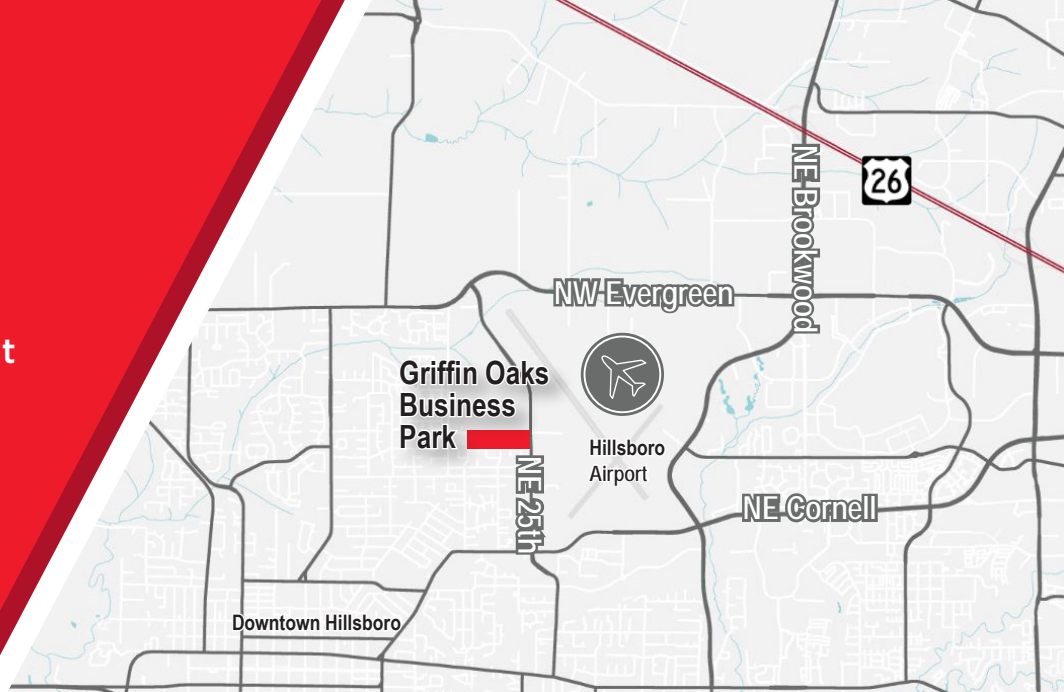 NE Brookwood
26
NW Evergreen
t
Griffin Oaks
Business
Park
Hillsboro
Airport
NE 25th
NE Cornell
Downtown Hillsboro